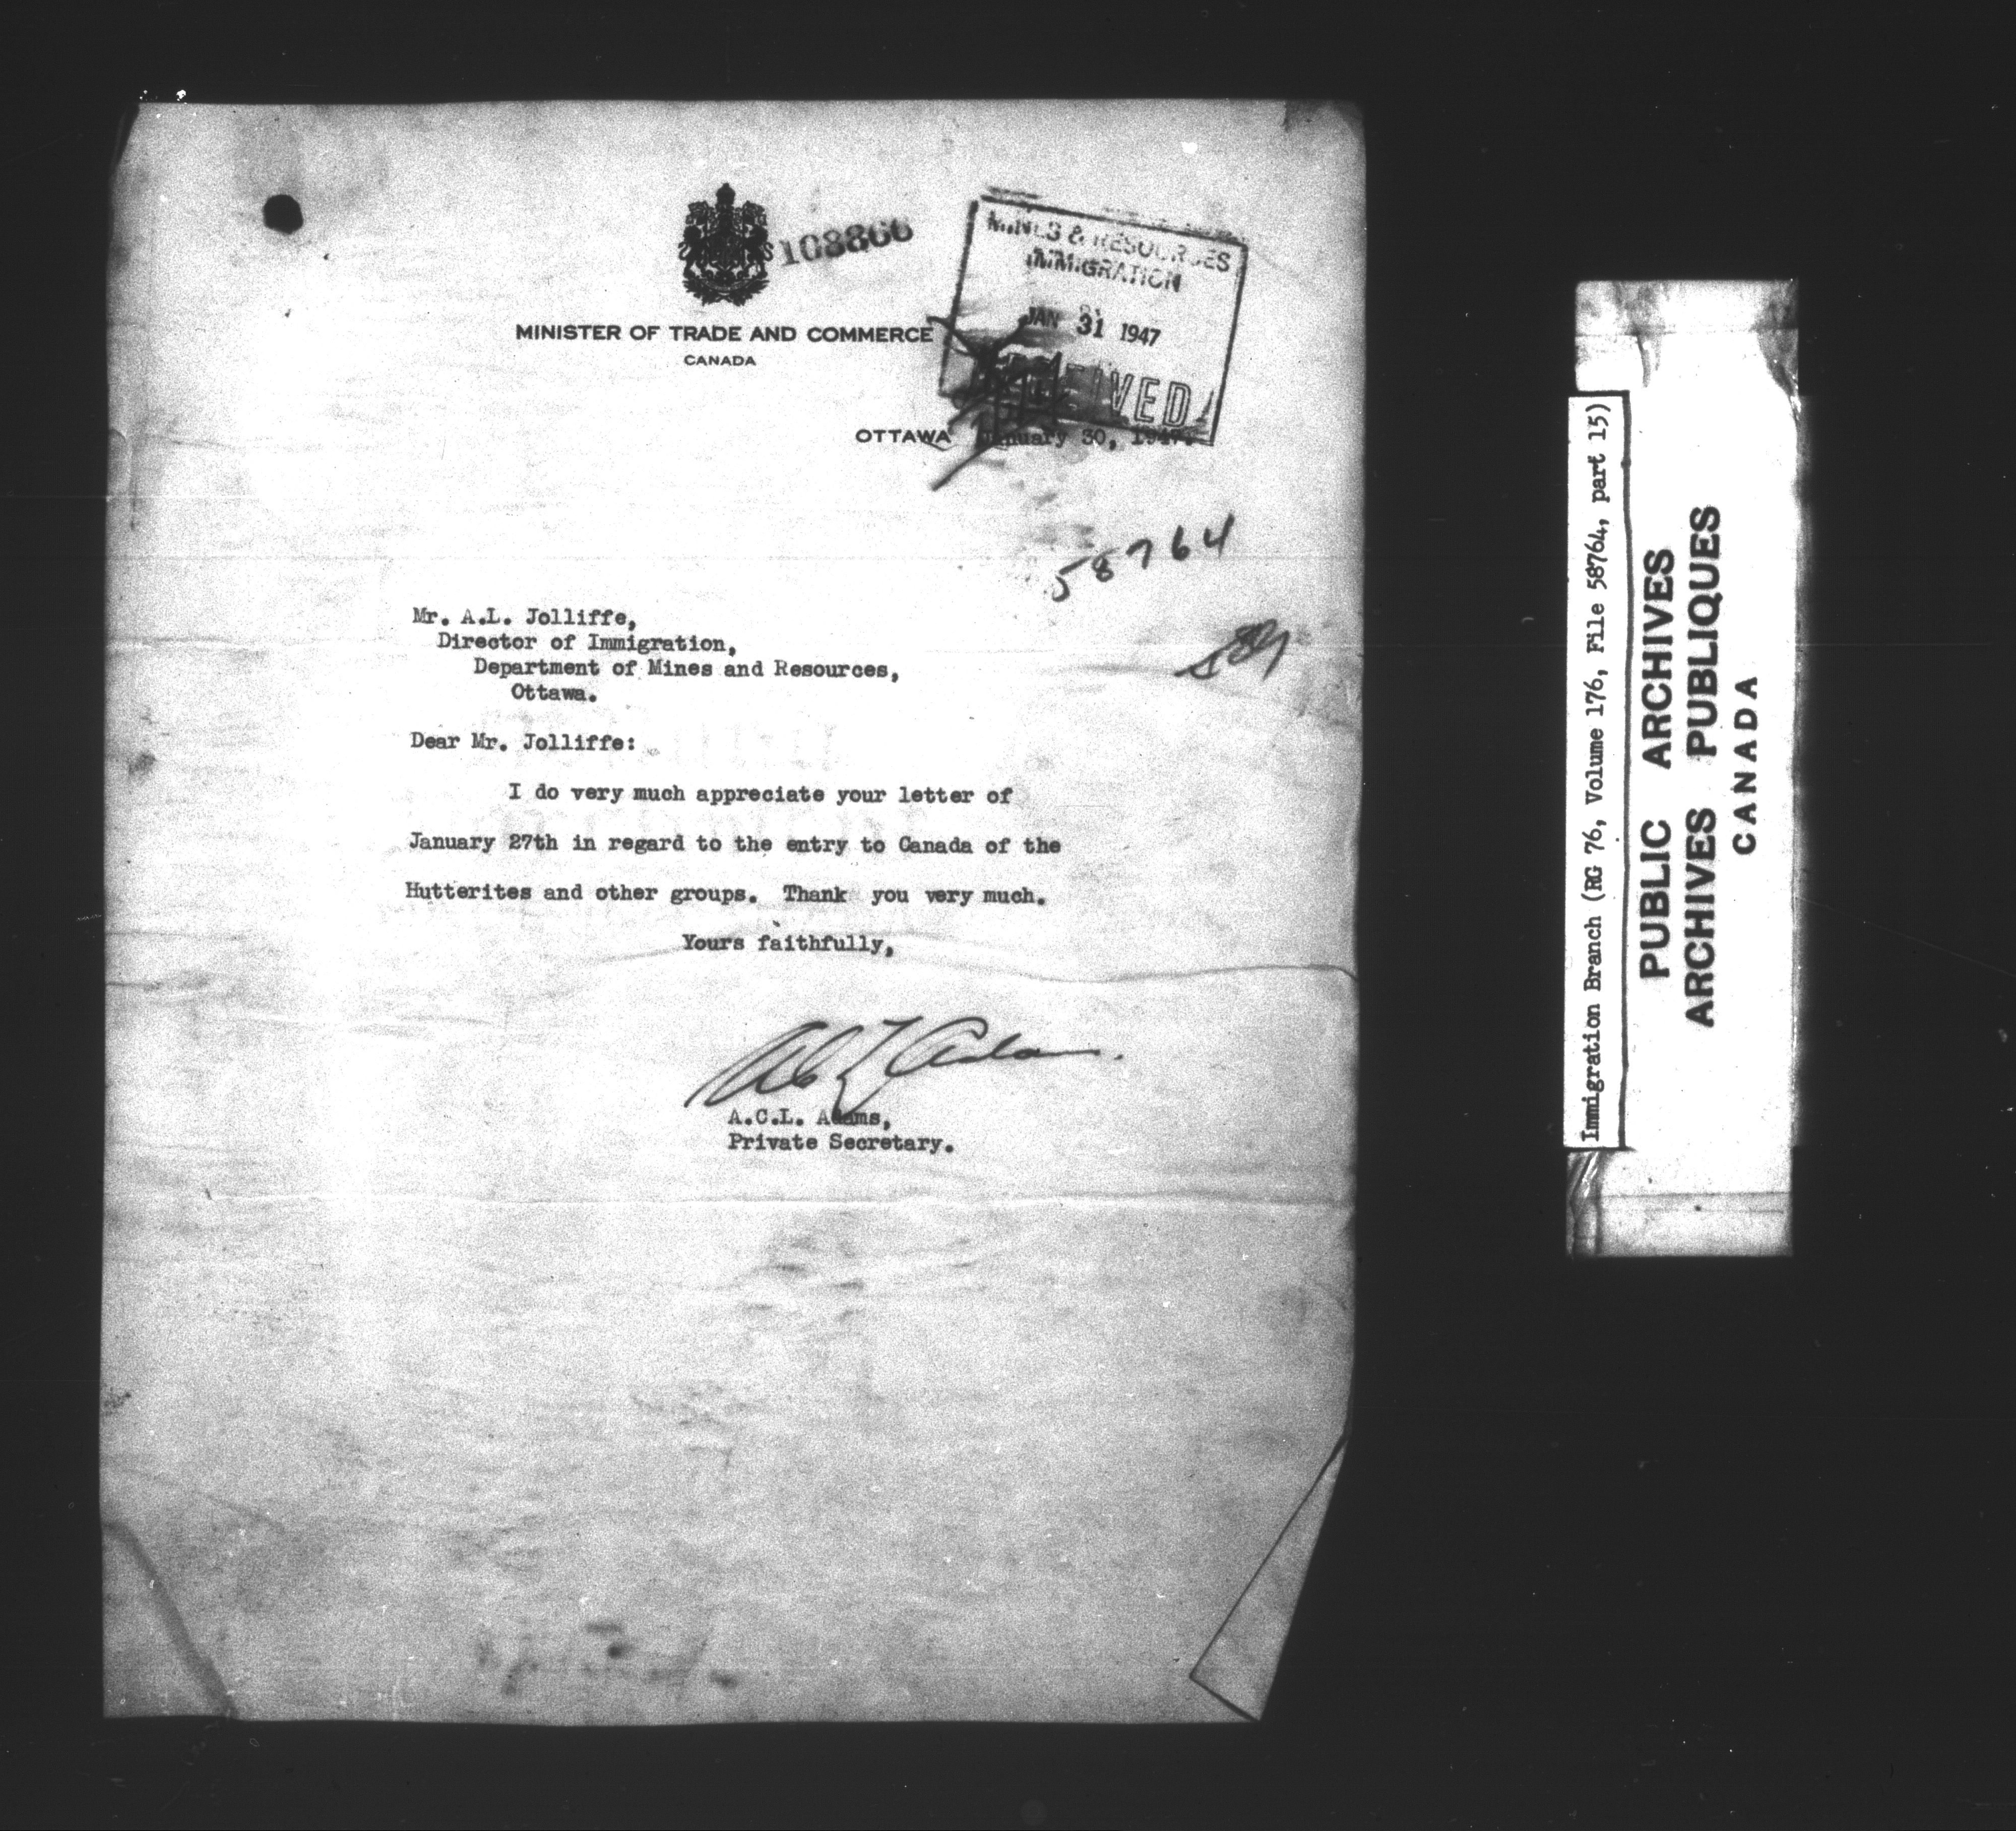 108866
MINES & RESOURCES
IMMIGRATION
JAN 31 1947
RECEIVED
MINISTER OF TRADE AND COMMERCE
CANADA
OTTAWA January 30, 1947.
58764
Mr. A.L. Jolliffe,
Director of Immigration,
Department of Mines and Resources,
Ottawa.
Dear Mr. Jolliffe:
I do very much appreciate your letter of
January 27th in regard to the entry to Canada of the
Hutterites and other groups. Thank you very much.
Yours faithfully,
A.C.L. Adams,
Private Secretary.
Immigration Branch (RG 76, Volume 176, File 58764, part 15)
PUBLIC ARCHIVES
ARCHIVES PUBLIQUES
CANADA